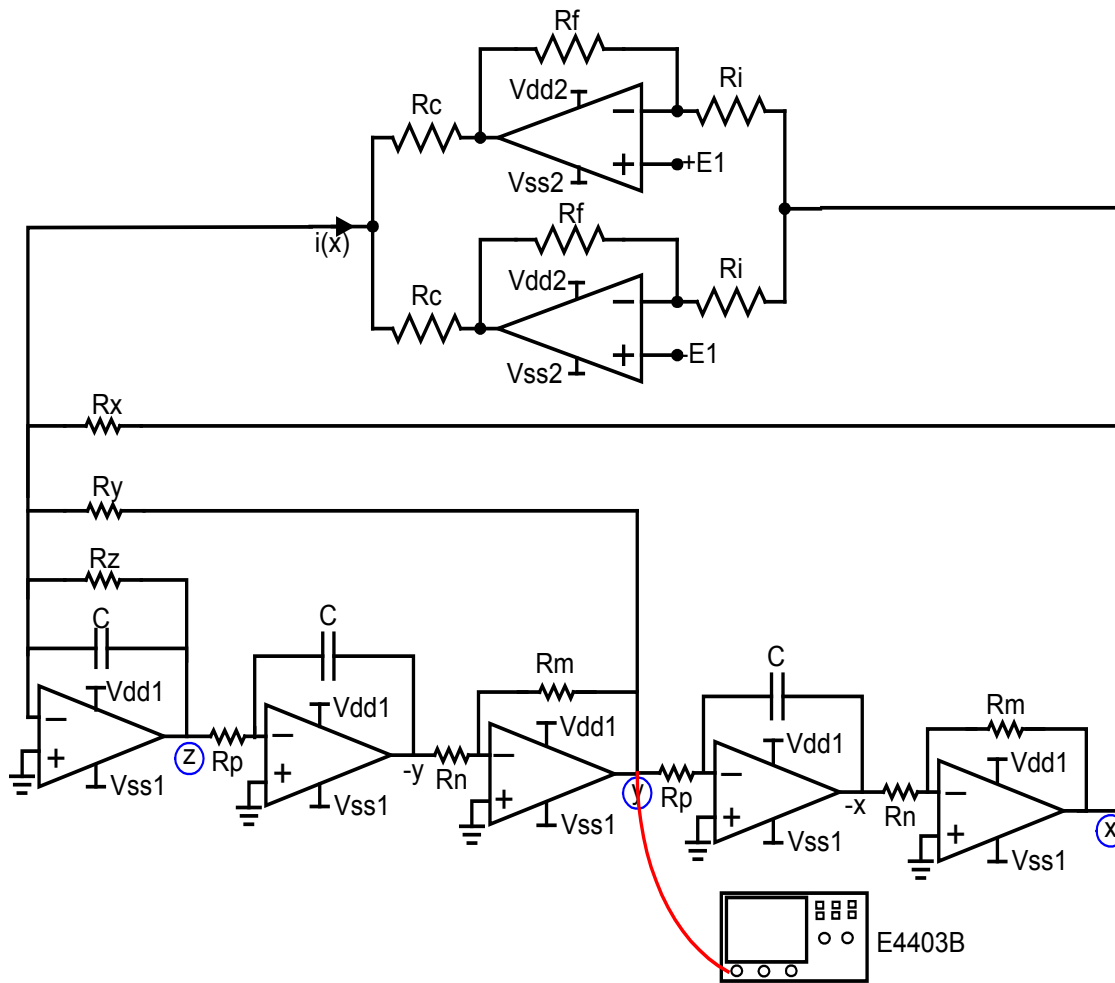 Rf
Vdd2
Rc
Ri
+E1
Vss2
Rf
i(x)
Vdd2
Rc
Ri
-E1
Vss2
Rx
Ry
Rz
C
C
Vdd1
Rm
C
Vdd1
Vdd1
Rm
z
Rp
Vdd1
Vdd1
Vss1
-y
Rn
y
Rp
Vss1
-x
Rn
Vss1
Vss1
x
Vss1
E4403B